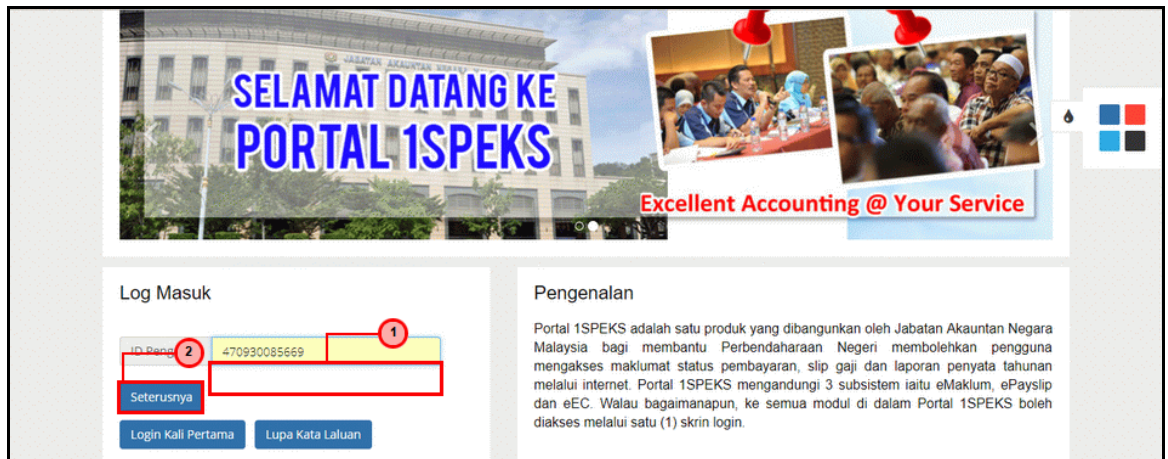 JABATAN AKAUNTAN NEGARA
SELAMAT DATANG KE
PORTAL 1SPEKS
Excellent Accounting @ Your Service
Log Masuk
ID Peng
470930085669
1
2
Seterusnya
Login Kali Pertama
Lupa Kata Laluan
Pengenalan
Portal 1SPEKS adalah satu produk yang dibangunkan oleh Jabatan Akauntan Negara
Malaysia bagi membantu Perbendaharaan Negeri membolehkan pengguna
mengakses maklumat status pembayaran, slip gaji dan laporan penyata tahunan
melalui internet. Portal 1SPEKS mengandungi 3 subsistem iaitu eMaklum, ePayslip
dan eEC. Walau bagaimanapun, ke semua modul di dalam Portal 1SPEKS boleh
diakses melalui satu (1) skrin login.